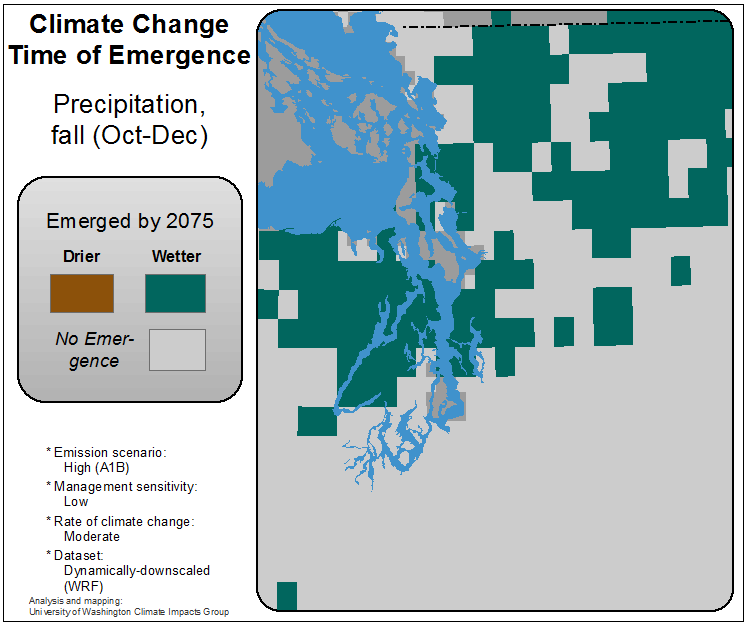 Climate Change
Time of Emergence
Precipitation,
fall (Oct-Dec)
Emerged by 2075
Drier Wetter
No Emer-
gence
* Emission scenario:
High (A1B)
* Management sensitivity:
Low
* Rate of climate change:
Moderate
* Dataset:
Dynamically-downscaled
(WRF)
Analysis and mapping:
University of Washington Climate Impacts Group